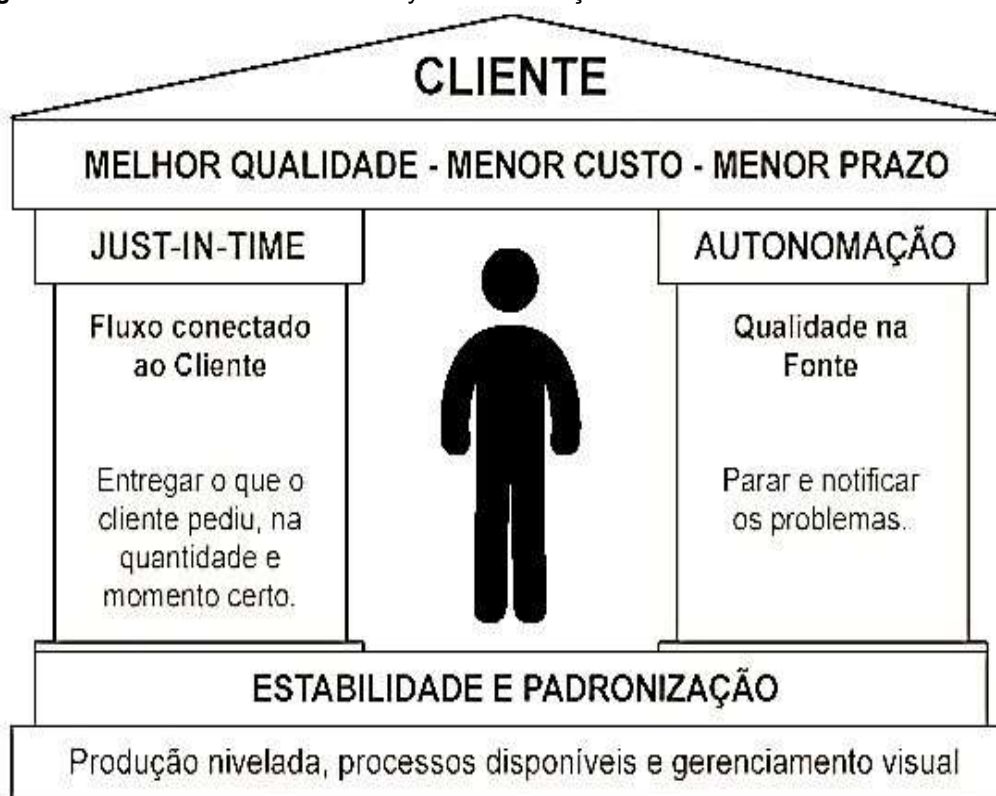 CLIENTE
MELHOR QUALIDADE - MENOR CUSTO - MENOR PRAZO
JUST-IN-TIME
Fluxo conectado
ao Cliente
Entregar o que o
cliente pediu, na
quantidade e
momento certo.
AUTONOMAÇÃO
Qualidade na
Fonte
Parar e notificar
os problemas.
ESTABILIDADE E PADRONIZAÇÃO
Produção nivelada, processos disponíveis e gerenciamento visual